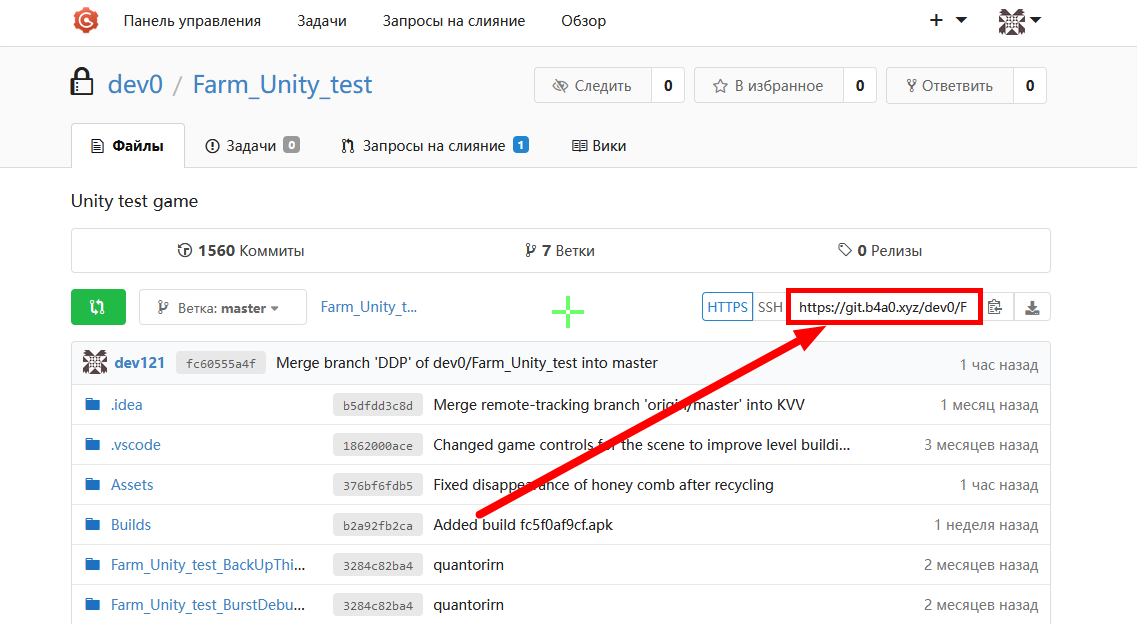 Панель управления Задачи Запросы на слияние Обзор
dev0 / Farm_Unity_test Следить 0 В избранное 0 Ответвить 0
Файлы Задачи 0 Запросы на слияние 1 Вики
Unity test game
1560 Коммиты 7 Ветки 0 Релизы
Ветка: master Farm_Unity_t... HTTPS SSH https://git.b4a0.xyz/dev0/F
dev121 fc60555a4f Merge branch 'DDP' of dev0/Farm_Unity_test into master 1 час назад
.idea b5dfdd3c8d Merge remote-tracking branch 'origin/master' into KVV 1 месяц назад
.vscode 1862000ace Changed game controls for the scene to improve level buildi... 3 месяцев назад
Assets 376bf6fdb5 Fixed disappearance of honey comb after recycling 1 час назад
Builds b2a92fb2ca Added build fc5f0af9cf.apk 1 неделя назад
Farm_Unity_test_BackUpThi... 3284c82ba4 quantorirn 2 месяцев назад
Farm_Unity_test_BurstDebu... 3284c82ba4 quantorirn 2 месяцев назад